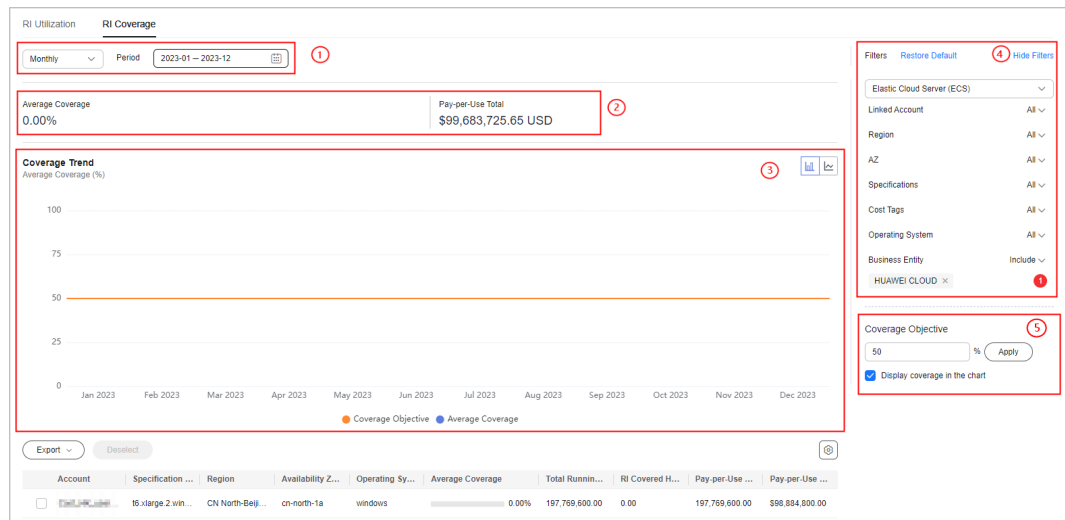 RI Utilization RI Coverage
Monthly Period 2023-01 — 2023-12 1
Average Coverage
0.00%
Pay-per-Use Total
$99,683,725.65 USD
2
Coverage Trend
Average Coverage (%)
3
100
75
50
25
0
Jan 2023 Feb 2023 Mar 2023 Apr 2023 May 2023 Jun 2023 Jul 2023 Aug 2023 Sep 2023 Oct 2023 Nov 2023 Dec 2023
Coverage Objective Average Coverage
Filters Restore Default 4 Hide Filters
Elastic Cloud Server (ECS)
Linked Account All
Region All
AZ All
Specifications All
Cost Tags All
Operating System All
Business Entity Include
HUAWEI CLOUD × 1
Coverage Objective 5
50 % Apply
Display coverage in the chart
Export Deselect
Account Specification ... Region Availability Z... Operating Sy... Average Coverage Total Runnin... RI Covered H... Pay-per-Use ... Pay-per-Use ...
t6.xlarge.2.win... CN North-Beiji... cn-north-1a windows 0.00% 197,769,600.00 0.00 197,769,600.00 $98,884,800.00